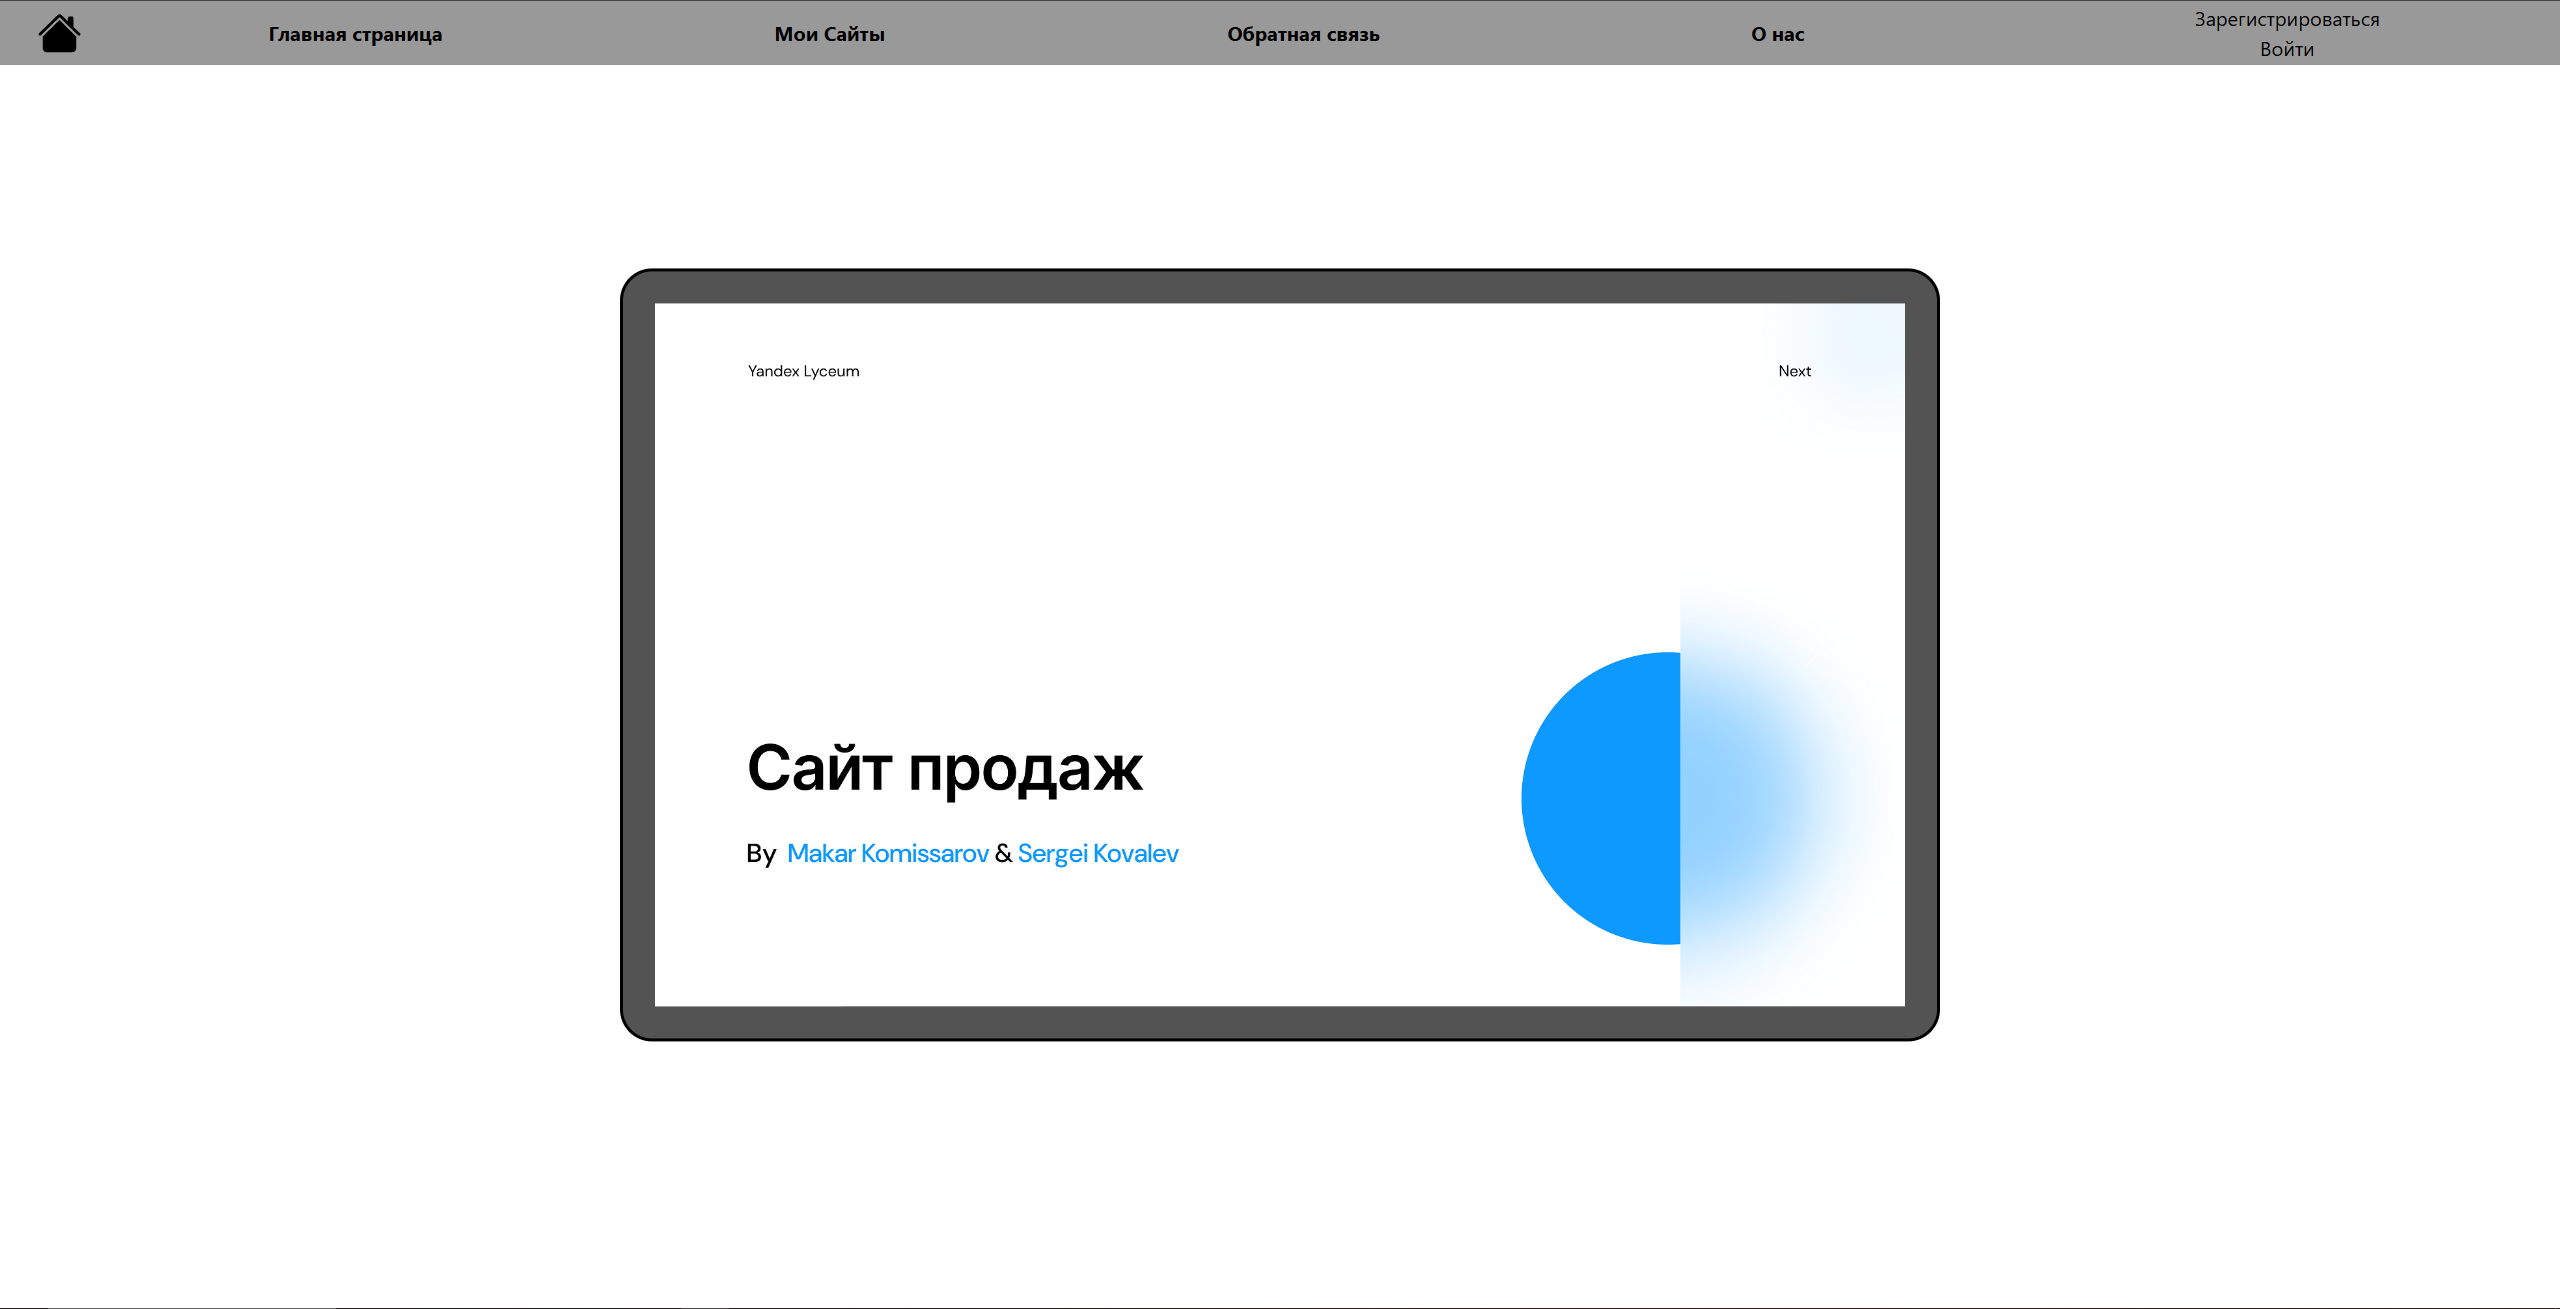 Главная страница
Мои Сайты
Обратная связь
О нас
Зарегистрироваться
Войти
Yandex Lyceum
Next
Сайт продаж
By Makar Komissarov & Sergei Kovalev